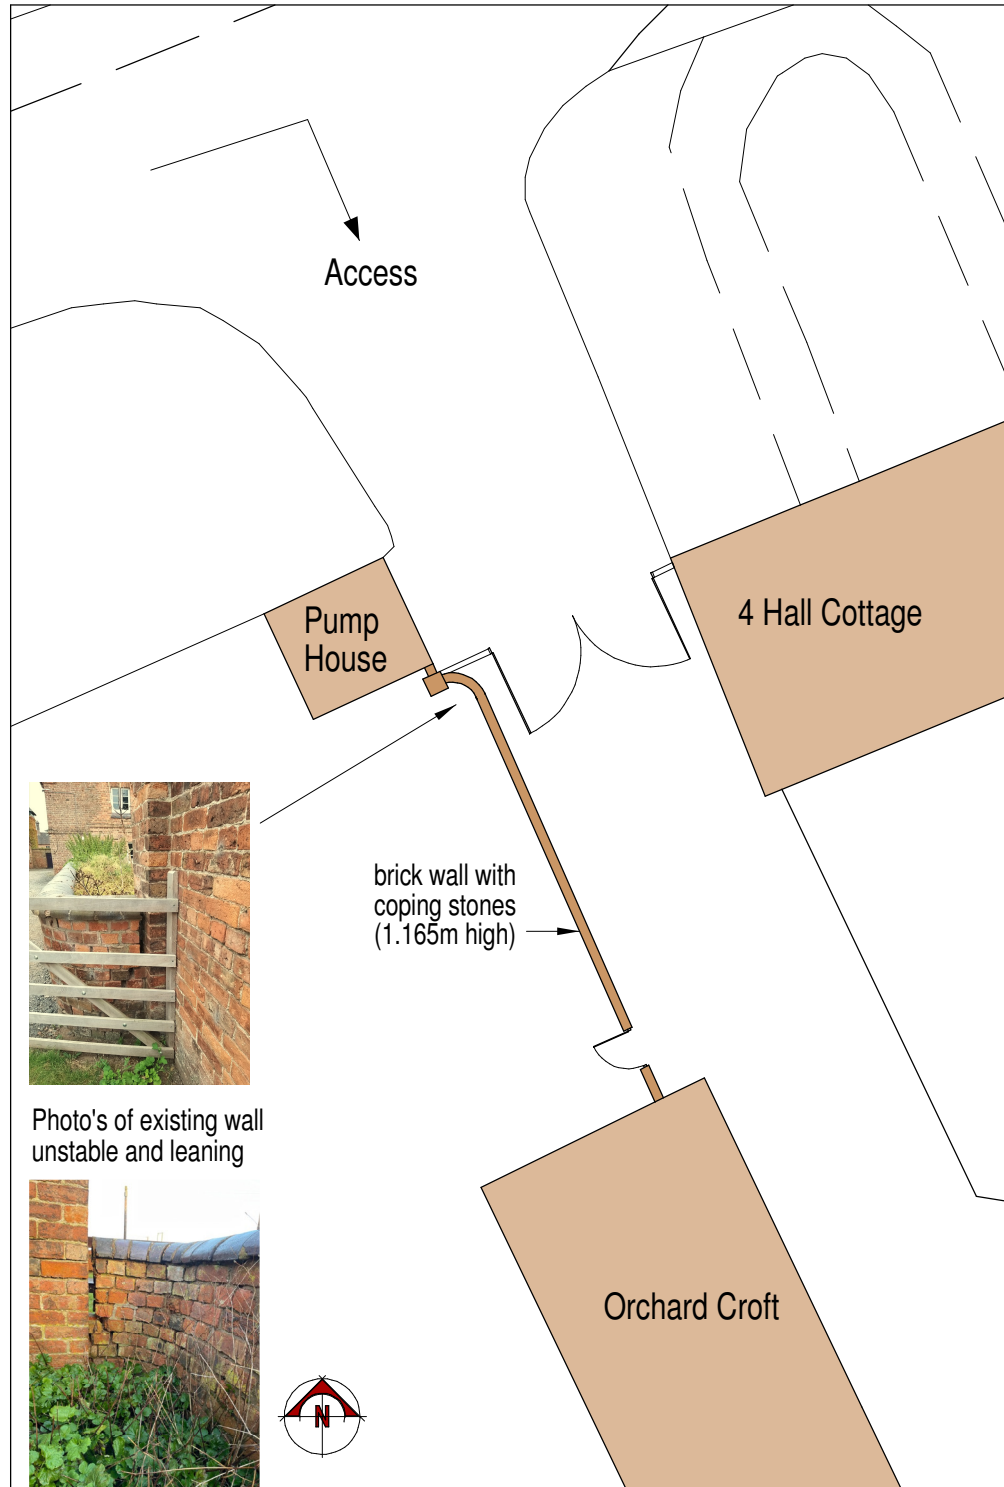 Access
Pump
House
4 Hall Cottage
brick wall with
coping stones
(1.165m high)
Photo's of existing wall
unstable and leaning
Orchard Croft
N